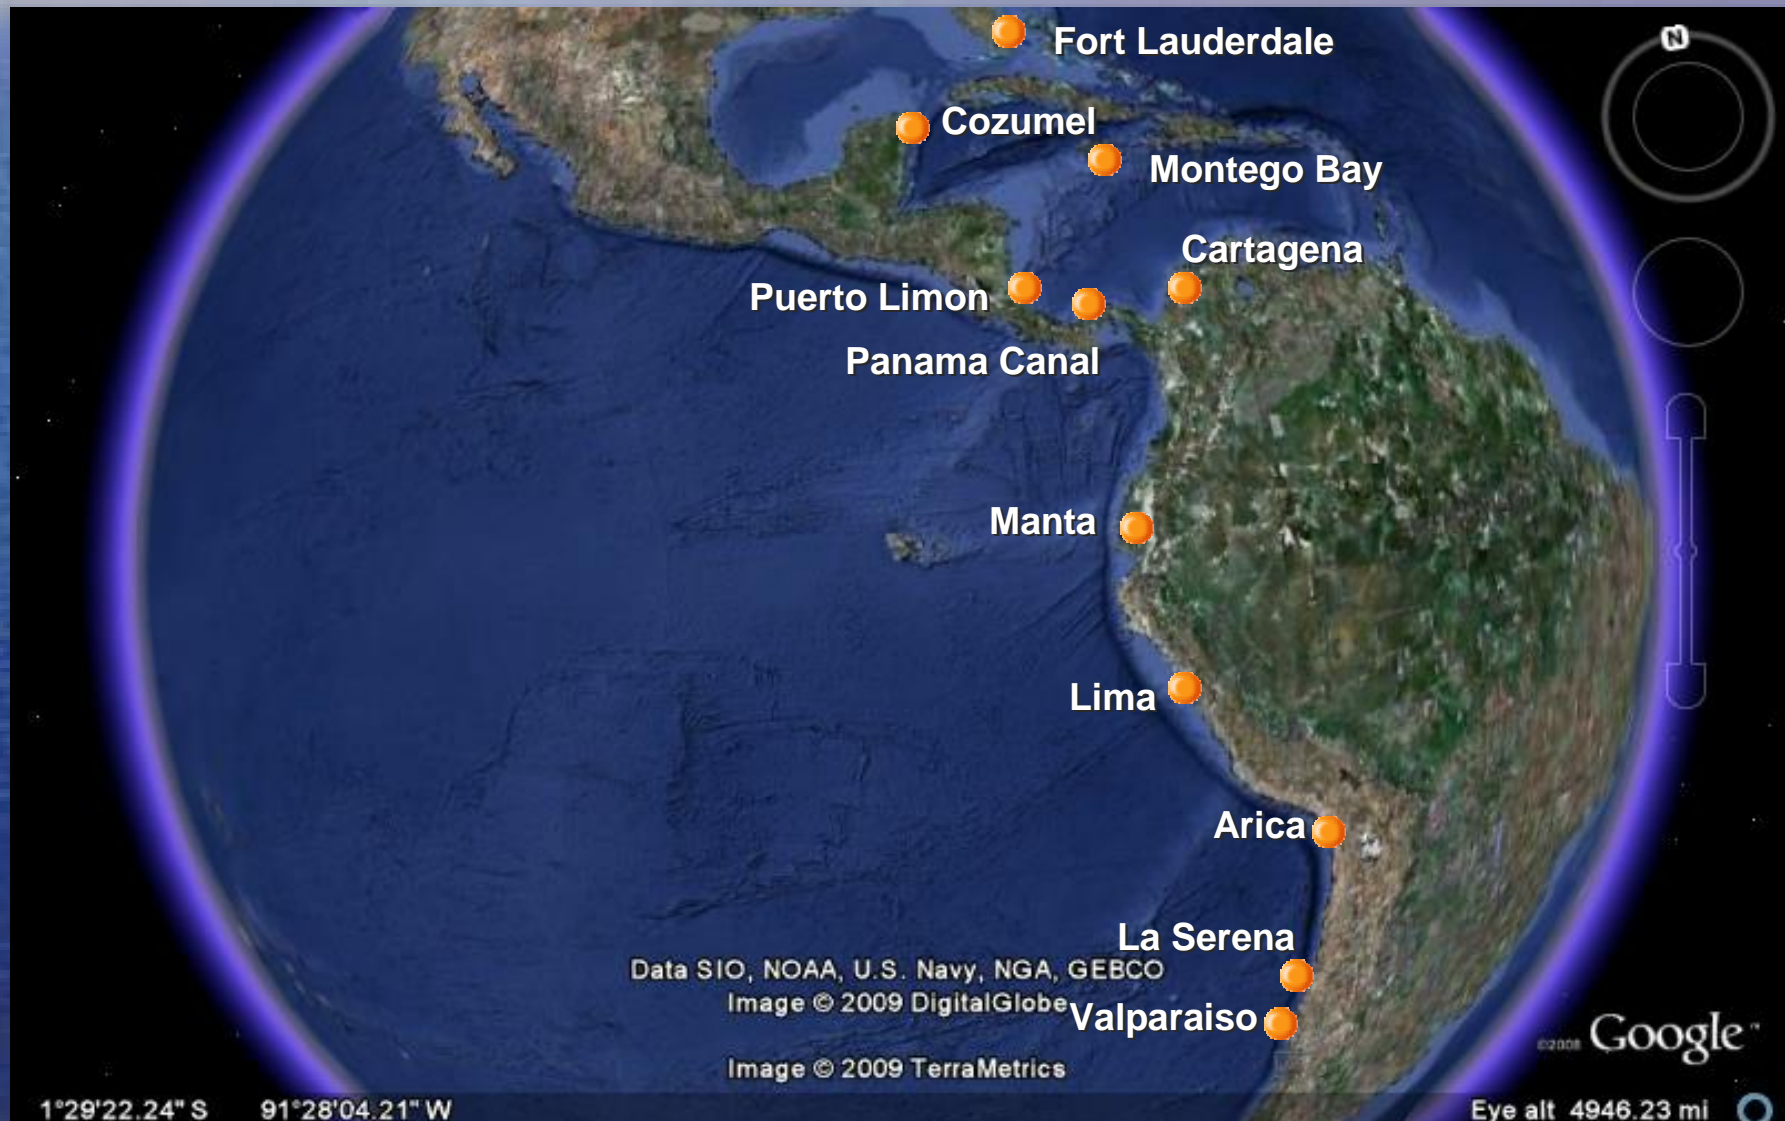 N
Fort Lauderdale
Cozumel
Montego Bay
Cartagena
Puerto Limon
Panama Canal
Manta
Lima
Arica
La Serena
Data SIO, NOAA, U.S. Navy, NGA, GEBCO
Image © 2009 DigitalGlobe
Valparaiso
©2008 Google™
Image © 2009 TerraMetrics
1°29'22.24" S 91°28'04.21" W Eye alt 4946.23 mi